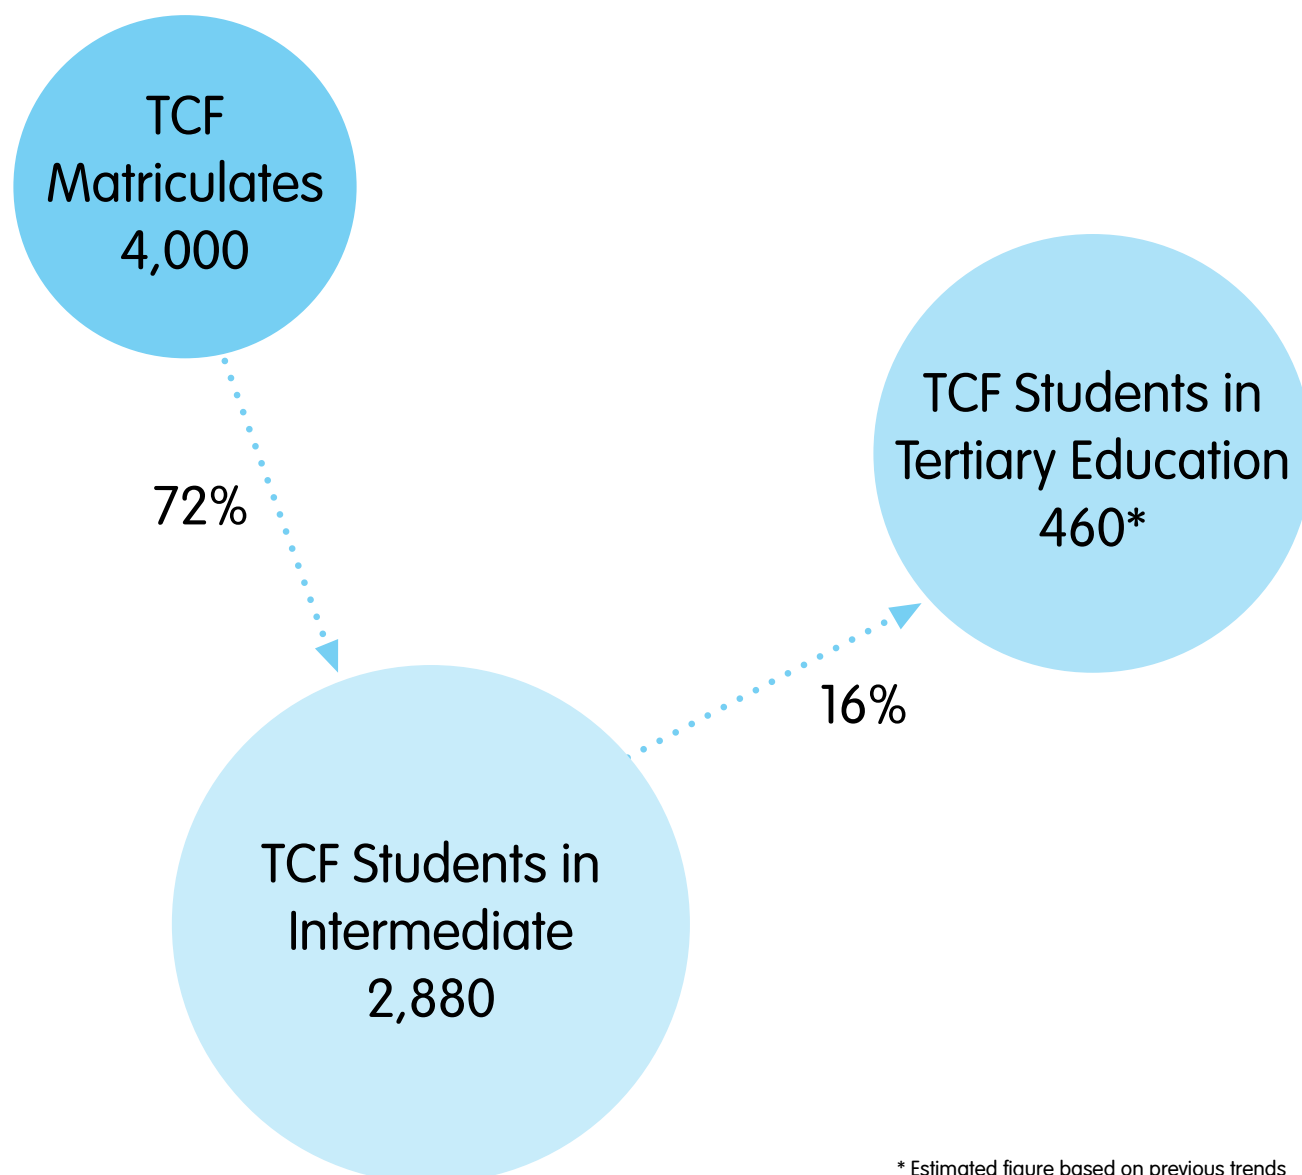 TCF
Matriculates
4,000
72%
TCF Students in
Intermediate
2,880
16%
TCF Students in
Tertiary Education
460*
* Estimated figure based on previous trends